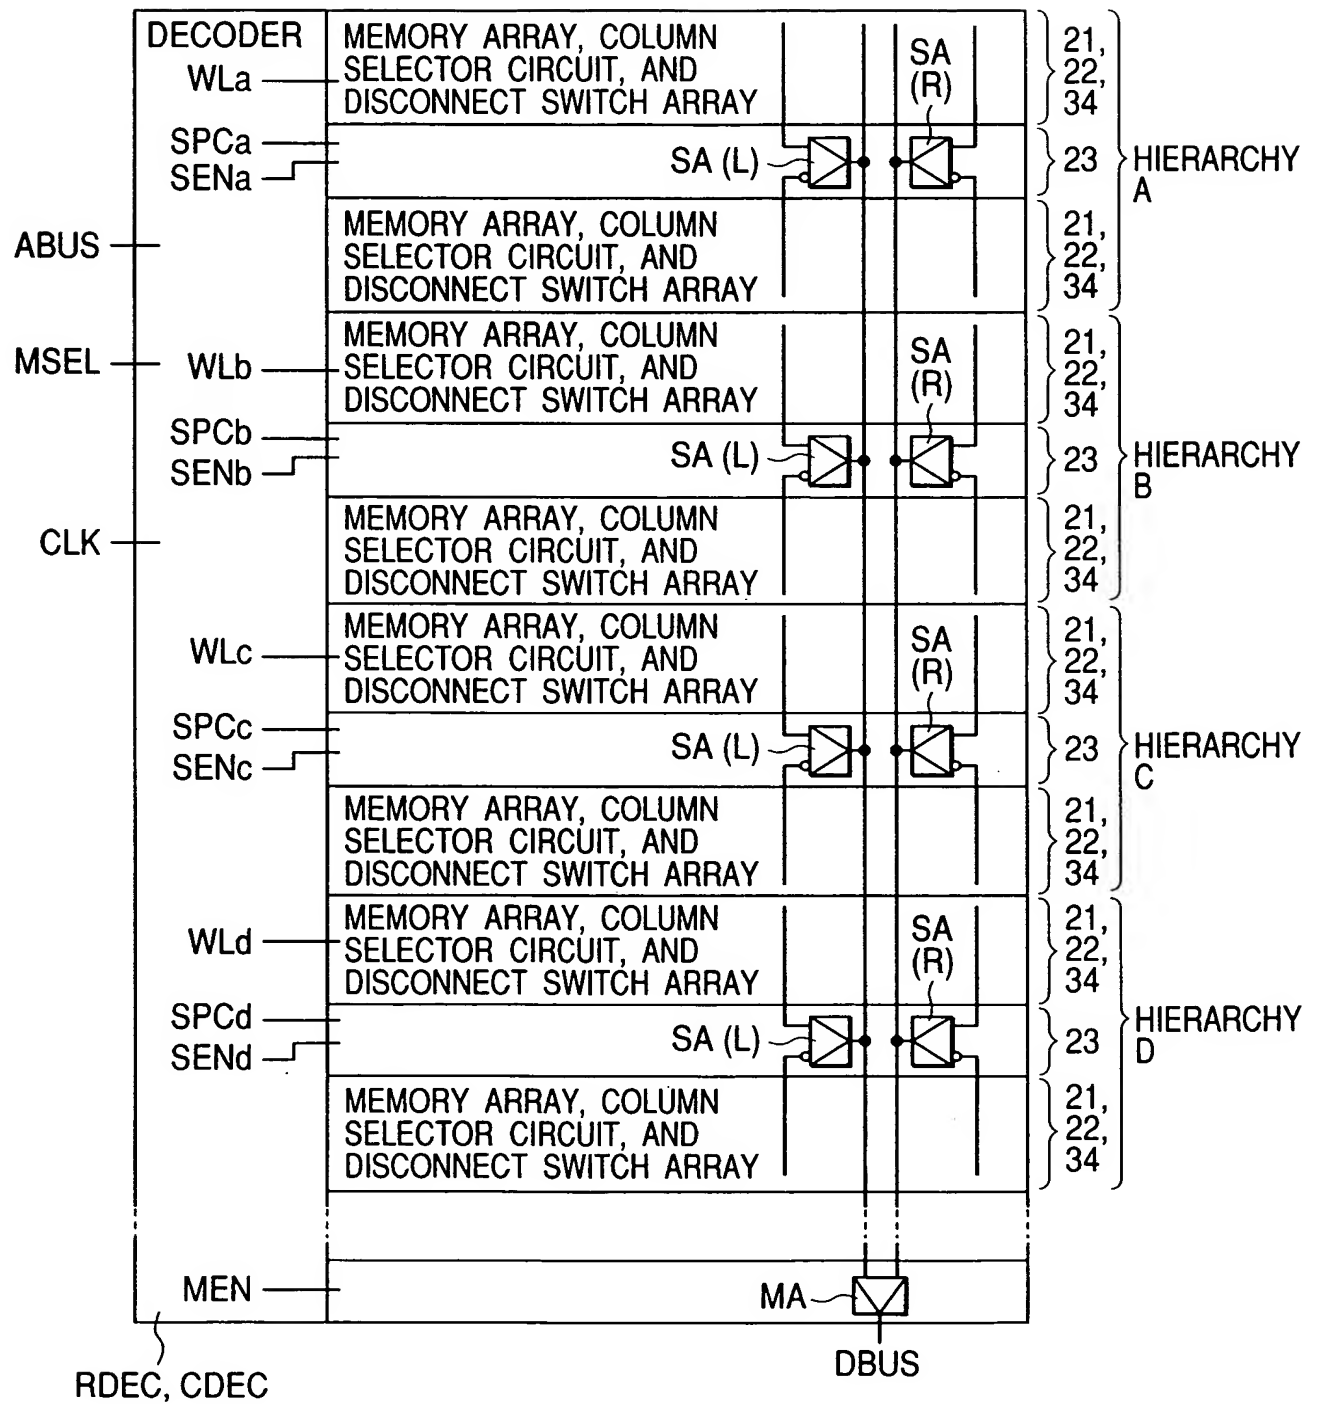 DECODER
MEMORY ARRAY, COLUMN
SELECTOR CIRCUIT, AND
DISCONNECT SWITCH ARRAY
WLa
SA
(R)
21,
22,
34
SPCa
SENa
SA (L)
23
HIERARCHY
A
ABUS
MEMORY ARRAY, COLUMN
SELECTOR CIRCUIT, AND
DISCONNECT SWITCH ARRAY
21,
22,
34
MSEL
WLb
MEMORY ARRAY, COLUMN
SELECTOR CIRCUIT, AND
DISCONNECT SWITCH ARRAY
SA
(R)
21,
22,
34
SPCb
SENb
SA (L)
23
HIERARCHY
B
CLK
MEMORY ARRAY, COLUMN
SELECTOR CIRCUIT, AND
DISCONNECT SWITCH ARRAY
21,
22,
34
WLc
MEMORY ARRAY, COLUMN
SELECTOR CIRCUIT, AND
DISCONNECT SWITCH ARRAY
SA
(R)
21,
22,
34
SPCc
SENc
SA (L)
23
HIERARCHY
C
MEMORY ARRAY, COLUMN
SELECTOR CIRCUIT, AND
DISCONNECT SWITCH ARRAY
21,
22,
34
WLd
MEMORY ARRAY, COLUMN
SELECTOR CIRCUIT, AND
DISCONNECT SWITCH ARRAY
SA
(R)
21,
22,
34
SPCd
SENd
SA (L)
23
HIERARCHY
D
MEMORY ARRAY, COLUMN
SELECTOR CIRCUIT, AND
DISCONNECT SWITCH ARRAY
21,
22,
34
MEN
MA
DBUS
RDEC, CDEC